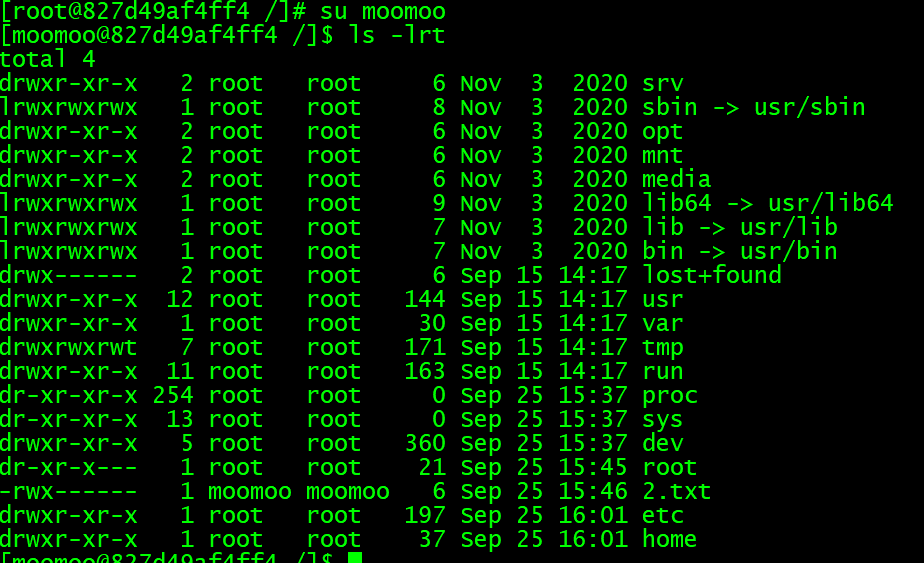 [root@827d49af4ff4 /]# su moomoo
[moomoo@827d49af4ff4 /]$ ls -lrt
total 4
drwxr-xr-x   2 root   root     6 Nov  3  2020 srv
lrwxrwxrwx   1 root   root     8 Nov  3  2020 sbin -> usr/sbin
drwxr-xr-x   2 root   root     6 Nov  3  2020 opt
drwxr-xr-x   2 root   root     6 Nov  3  2020 mnt
drwxr-xr-x   2 root   root     6 Nov  3  2020 media
lrwxrwxrwx   1 root   root     9 Nov  3  2020 lib64 -> usr/lib64
lrwxrwxrwx   1 root   root     7 Nov  3  2020 lib -> usr/lib
lrwxrwxrwx   1 root   root     7 Nov  3  2020 bin -> usr/bin
drwx------   2 root   root     6 Sep 15 14:17 lost+found
drwxr-xr-x  12 root   root   144 Sep 15 14:17 usr
drwxr-xr-x   1 root   root    30 Sep 15 14:17 var
drwxrwxrwt   7 root   root   171 Sep 15 14:17 tmp
drwxr-xr-x  11 root   root   163 Sep 15 14:17 run
dr-xr-xr-x 254 root   root     0 Sep 25 15:37 proc
dr-xr-xr-x  13 root   root     0 Sep 25 15:37 sys
drwxr-xr-x   5 root   root   360 Sep 25 15:37 dev
dr-xr-x---   1 root   root    21 Sep 25 15:45 root
-rwx------   1 moomoo moomoo   6 Sep 25 15:46 2.txt
drwxr-xr-x   1 root   root   197 Sep 25 16:01 etc
drwxr-xr-x   1 root   root    37 Sep 25 16:01 home
[moomoo@827d49af4ff4 /]$